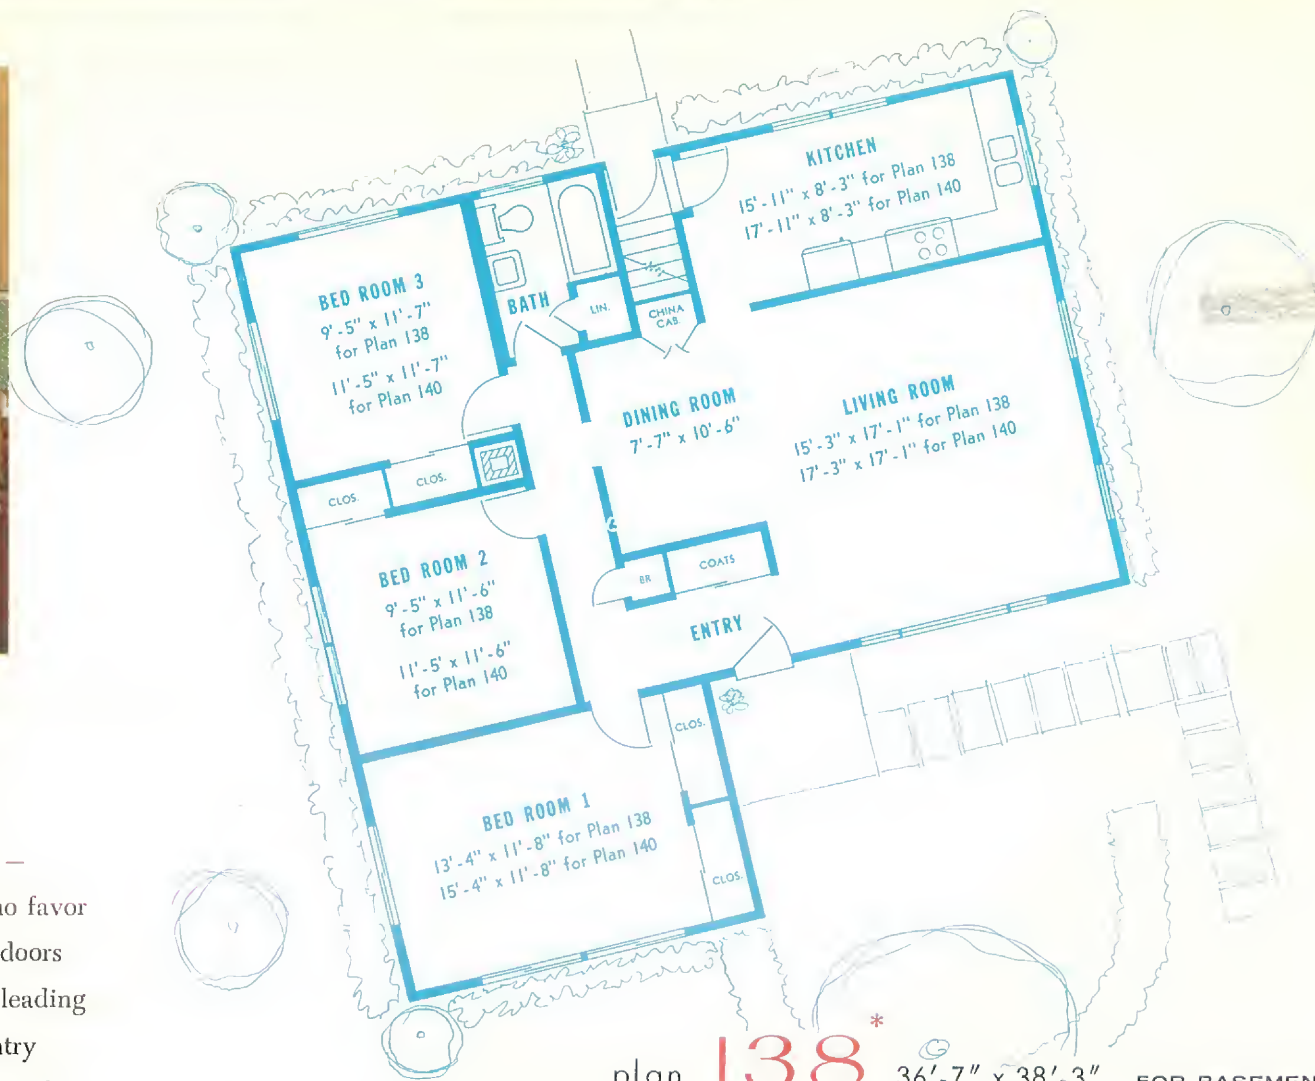 KITCHEN
15'-11" x 8'-3" for Plan 138
17'-11" x 8'-3" for Plan 140
BED ROOM 3
9'-5" x 11'-7"
for Plan 138
11'-5" x 11'-7"
for Plan 140
BATH
LIN.
CHINA
CAB.
DINING ROOM
7'-7" x 10'-6"
LIVING ROOM
15'-3" x 17'-1" for Plan 138
17'-3" x 17'-1" for Plan 140
CLOS.
CLOS.
BED ROOM 2
9'-5" x 11'-6"
for Plan 138
11'-5' x 11'-6"
for Plan 140
BR
COATS
ENTRY
CLOS.
BED ROOM 1
13'-4" x 11'-8" for Plan 138
15'-4" x 11'-8" for Plan 140
CLOS.
–
no favor
doors
leading
ntry
plan 138* 36'-7" x 38'-3" FOR BASEMEN